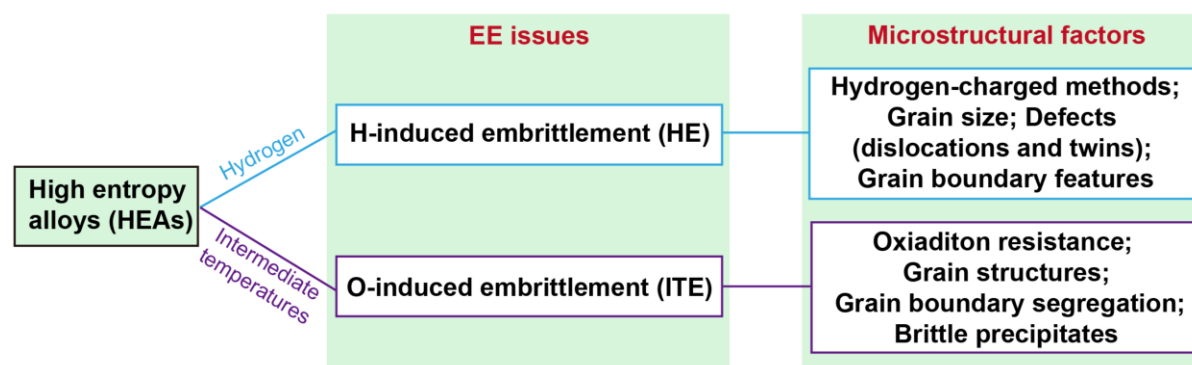 EE issues
Microstructural factors
High entropy
alloys (HEAs)
Hydrogen
Intermediate
temperatures
H-induced embrittlement (HE)
O-induced embrittlement (ITE)
Hydrogen-charged methods;
Grain size; Defects
(dislocations and twins);
Grain boundary features
Oxiaditon resistance;
Grain structures;
Grain boundary segregation;
Brittle precipitates